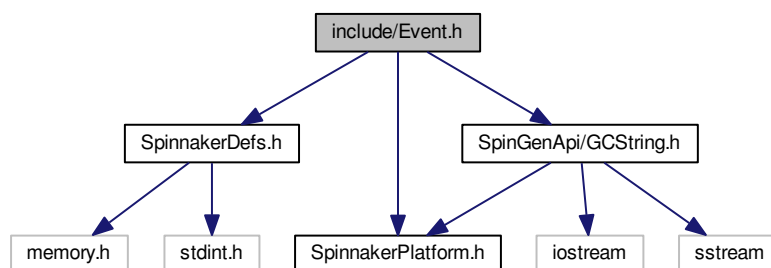 include/Event.h
SpinnakerDefs.h
SpinGenApi/GCString.h
memory.h
stdint.h
SpinnakerPlatform.h
iostream
sstream